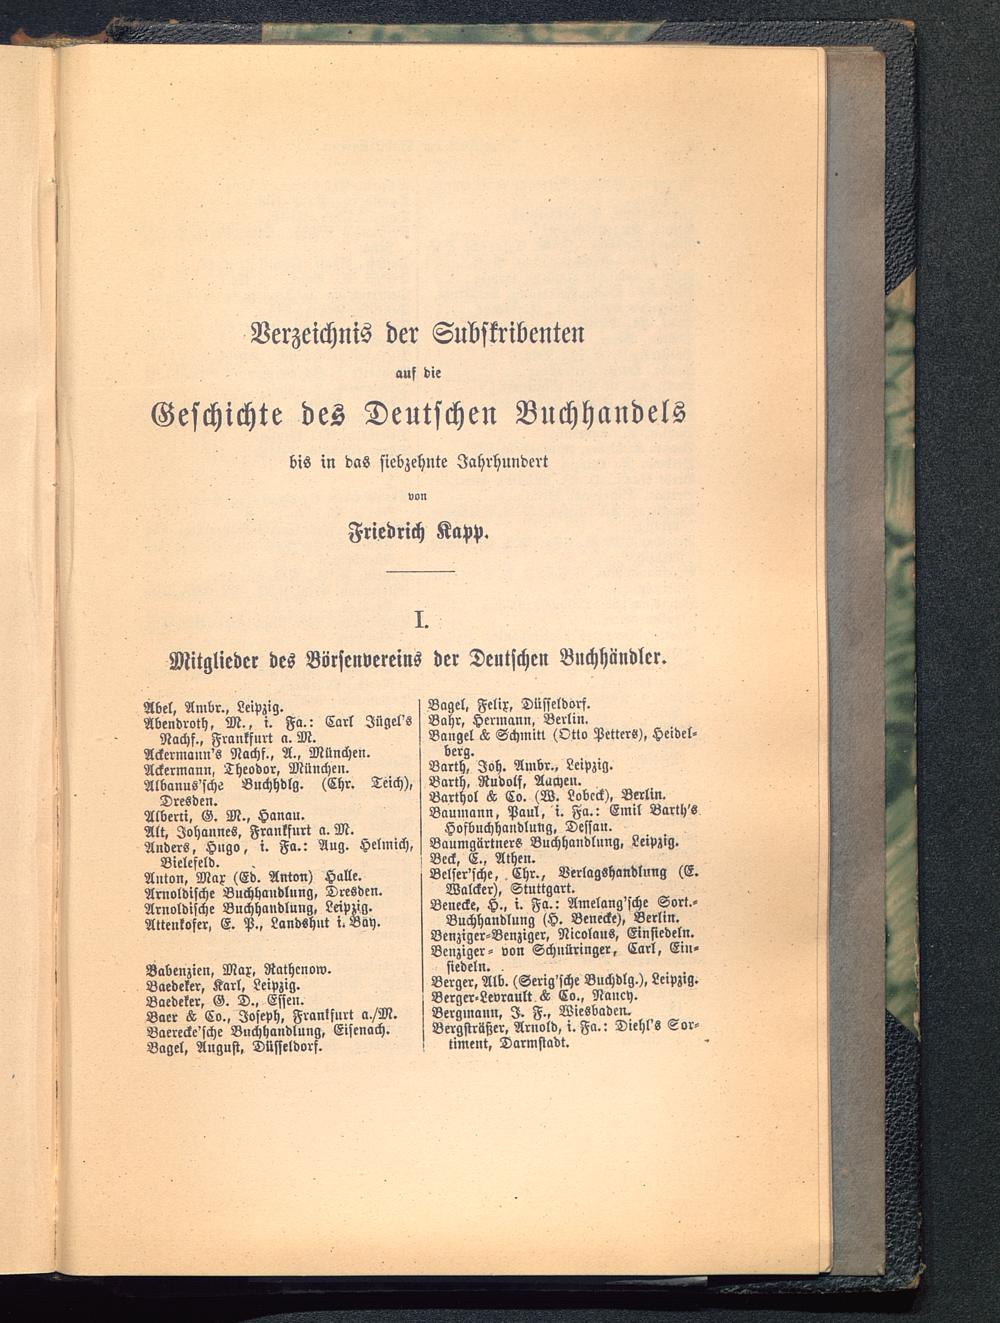 Verzeichnis der Subskribenten
auf die
Geschichte des Deutschen Buchhandels
bis in das siebzehnte Jahrhundert
von
Friedrich Kapp.
I.
Mitglieder des Börsenvereins der Deutschen Buchhändler.
Abel, Ambr., Leipzig.
Abendroth, M., i. Fa.: Carl Jügel's
Nachf., Frankfurt a. M.
Ackermann's Nachf., A., München.
Ackermann, Theodor, München.
Albanus'sche Buchhdlg. (Chr. Teich),
Dresden.
Alberti, G. M., Hanau.
Alt, Johannes, Frankfurt a. M.
Anders, Hugo, i. Fa.: Aug. Helmich,
Bielefeld.
Anton, Max (Ed. Anton) Halle.
Arnoldische Buchhandlung, Dresden.
Arnoldische Buchhandlung, Leipzig.
Attenkofer, E. P., Landshut i. Bay.
Babenzien, Max, Rathenow.
Baedeker, Karl, Leipzig.
Baedeker, G. D., Essen.
Baer & Co., Joseph, Frankfurt a./M.
Baerecke'sche Buchhandlung, Eisenach.
Bagel, August, Düsseldorf.
Bagel, Felix, Düsseldorf.
Bahr, Hermann, Berlin.
Bangel & Schmitt (Otto Petters), Heidel-
berg.
Barth, Joh. Ambr., Leipzig.
Barth, Rudolf, Aachen.
Barthol & Co. (W. Lobeck), Berlin.
Baumann, Paul, i. Fa.: Emil Barth's
Hofbuchhandlung, Dessau.
Baumgärtners Buchhandlung, Leipzig.
Beck, E., Athen.
Belser'sche, Chr., Verlagshandlung (E.
Walcker), Stuttgart.
Benecke, H., i. Fa.: Amelang'sche Sort.-
Buchhandlung (H. Benecke), Berlin.
Benziger-Benziger, Nicolaus, Einsiedeln.
Benziger- von Schnüringer, Carl, Ein-
siedeln.
Berger, Alb. (Serig'sche Buchdlg.), Leipzig.
Berger-Levrault & Co., Nancy.
Bergmann, J. F., Wiesbaden.
Bergsträßer, Arnold, i. Fa.: Diehl's Sor-
timent, Darmstadt.